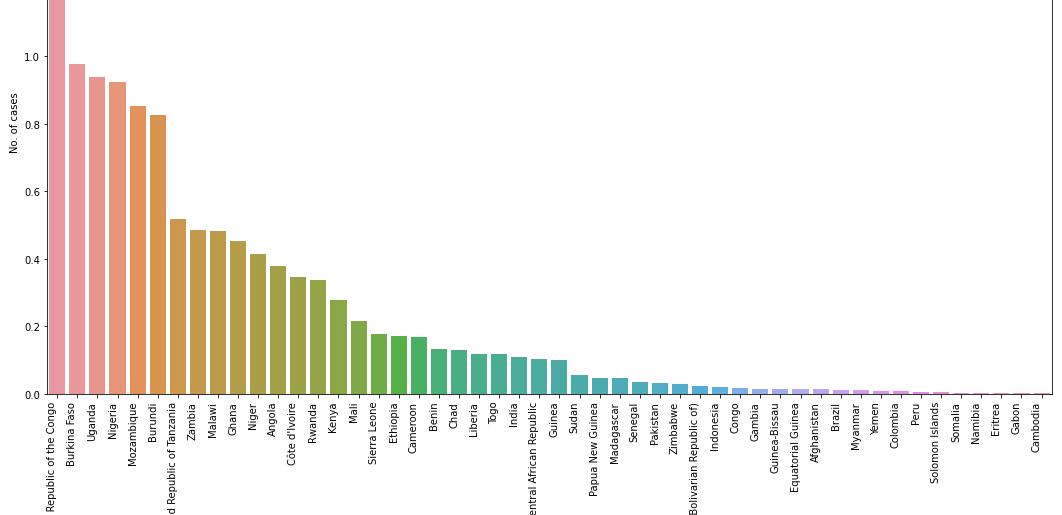 1.0
0.8
0.6
0.4
0.2
0.0
No. of cases
Republic of the Congo
Burkina Faso
Uganda
Nigeria
Mozambique
Burundi
d Republic of Tanzania
Zambia
Malawi
Ghana
Niger
Angola
Côte d'Ivoire
Rwanda
Kenya
Mali
Sierra Leone
Ethiopia
Cameroon
Benin
Chad
Liberia
Togo
India
entral African Republic
Guinea
Sudan
Papua New Guinea
Madagascar
Senegal
Pakistan
Zimbabwe
Bolivarian Republic of)
Indonesia
Congo
Gambia
Guinea-Bissau
Equatorial Guinea
Afghanistan
Brazil
Myanmar
Yemen
Colombia
Peru
Solomon Islands
Somalia
Namibia
Eritrea
Gabon
Cambodia